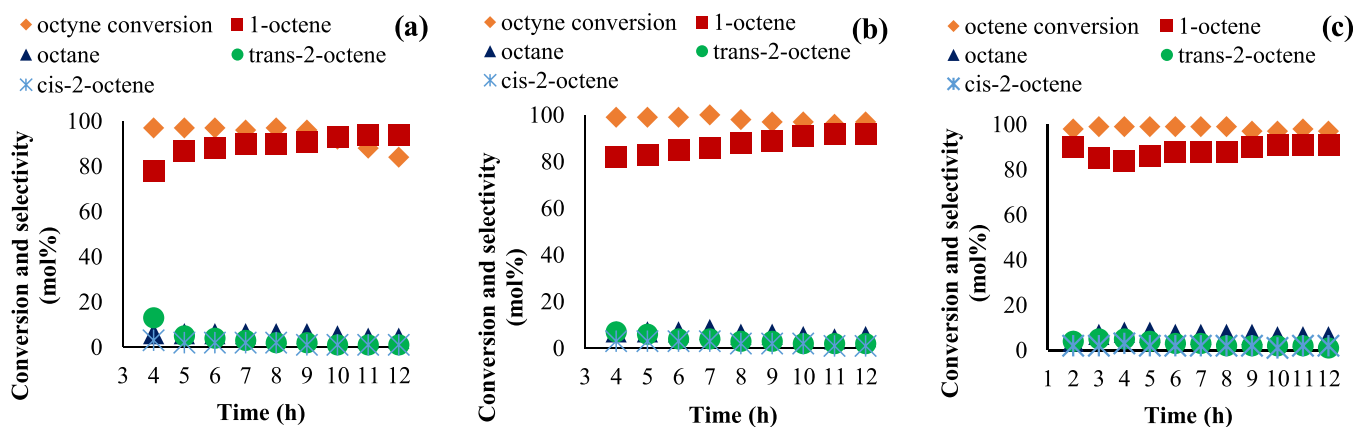 octyne conversion 1-octene (a)
octane trans-2-octene
cis-2-octene
Conversion and selectivity
(mol%)
100
80
60
40
20
0
3 4 5 6 7 8 9 10 11 12
Time (h)
octyne conversion 1-octene (b)
octane trans-2-octene
cis-2-octene
Conversion and selectivity
(mol%)
100
80
60
40
20
0
3 4 5 6 7 8 9 10 11 12
Time (h)
octene conversion 1-octene (c)
octane trans-2-octene
cis-2-octene
Conversion and selectivity
(mol%)
100
80
60
40
20
0
1 2 3 4 5 6 7 8 9 10 11 12
Time (h)